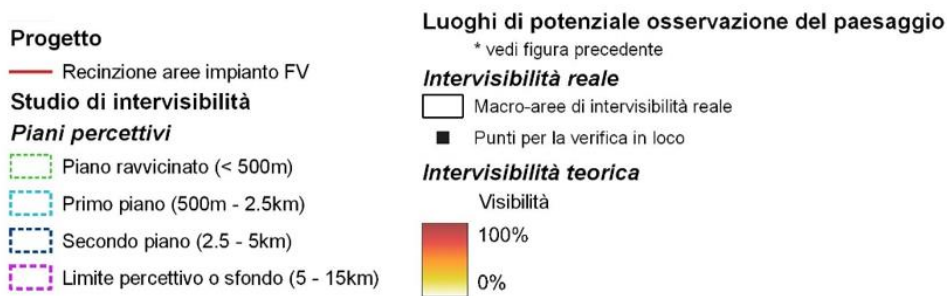 Progetto
Recinzione aree impianto FV
Studio di intervisibilità
Piani percettivi
Piano ravvicinato (< 500m)
Primo piano (500m - 2.5km)
Secondo piano (2.5 - 5km)
Limite percettivo o sfondo (5 - 15km)
Luoghi di potenziale osservazione del paesaggio
* vedi figura precedente
Intervisibilità reale
Macro-aree di intervisibilità reale
Punti per la verifica in loco
Intervisibilità teorica
Visibilità
100%
0%